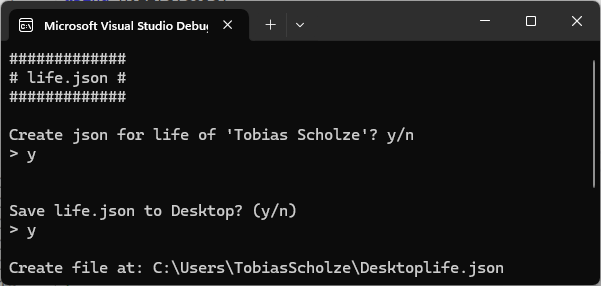 Microsoft Visual Studio Debug
#############
# life.json #
#############
Create json for life of 'Tobias Scholze'? y/n
> y
Save life.json to Desktop? (y/n)
> y
Create file at: C:\Users\TobiasScholze\Desktoplife.json